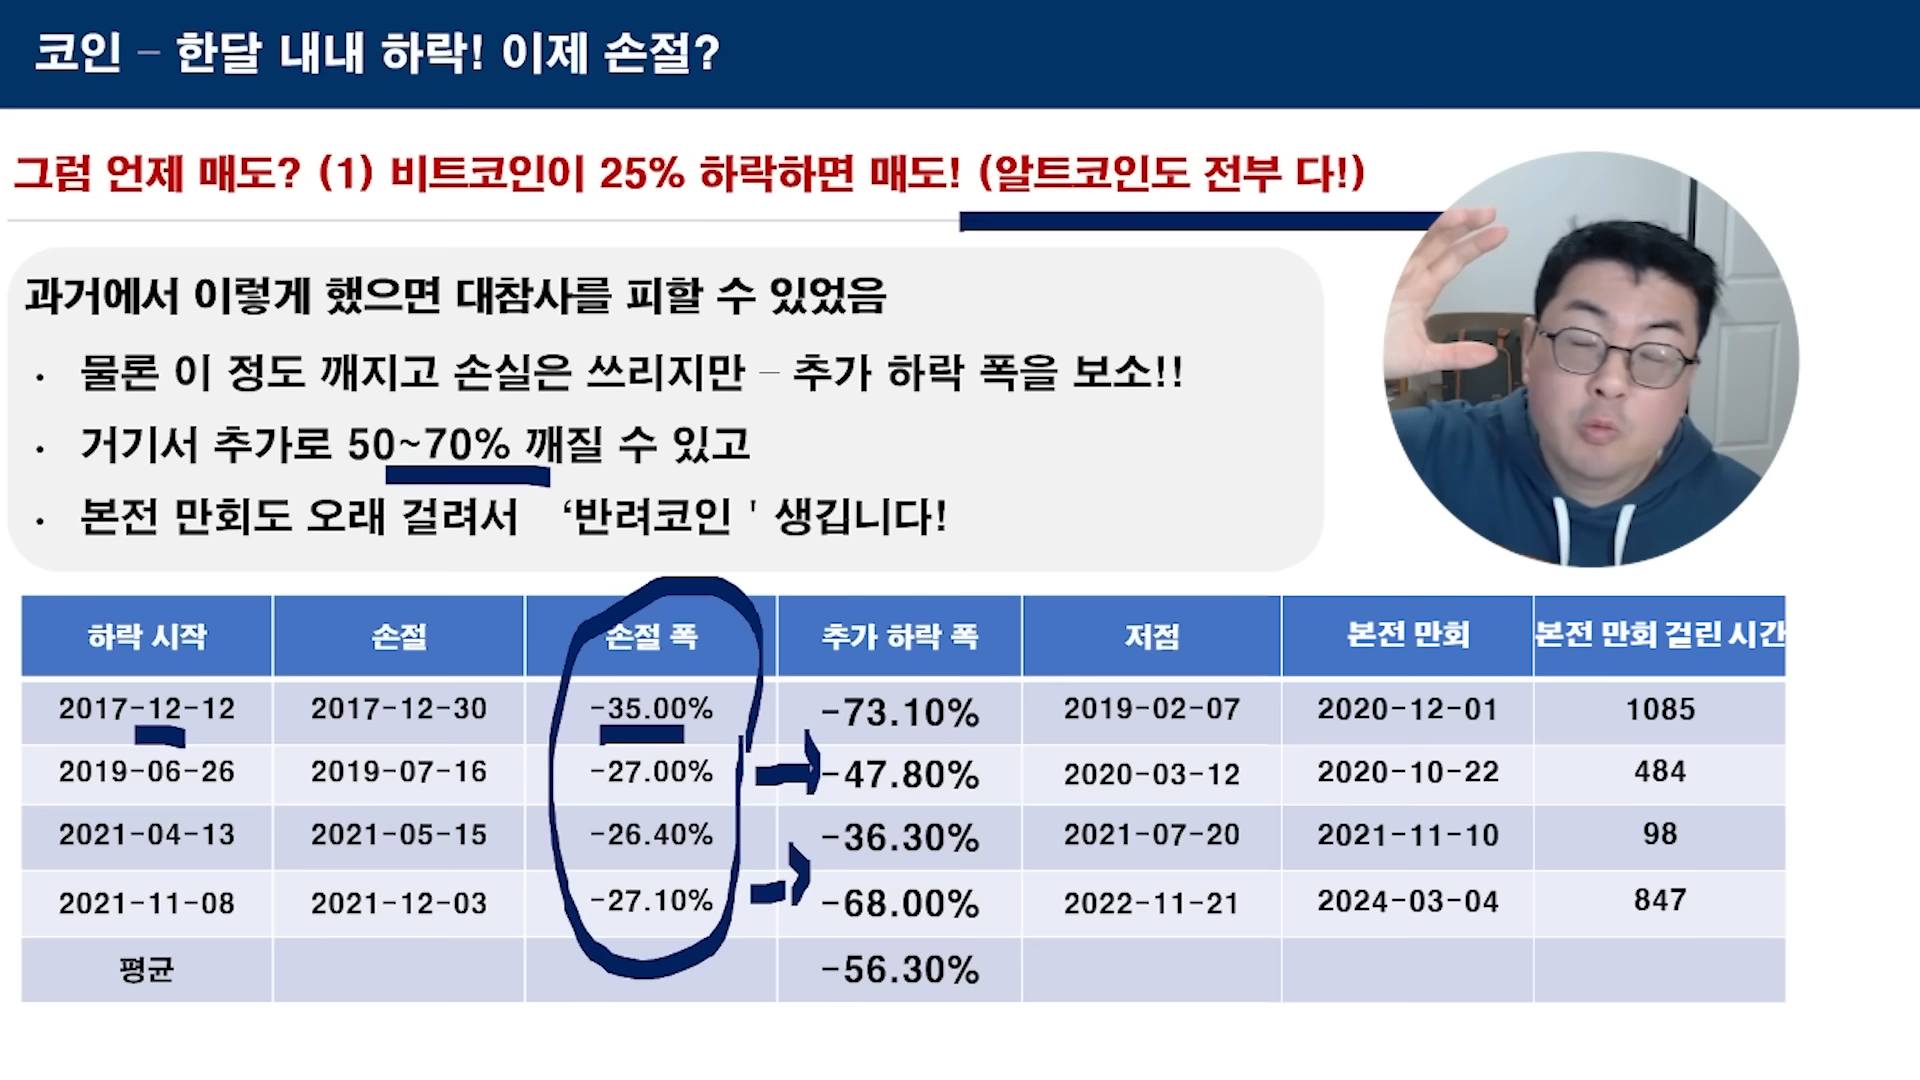 코인 – 한달 내내 하락! 이제 손절?
그럼 언제 매도? (1) 비트코인이 25% 하락하면 매도! (알트코인도 전부 다!)
과거에서 이렇게 했으면 대참사를 피할 수 있었음
· 물론 이 정도 깨지고 손실은 쓰리지만 – 추가 하락 폭을 보소!!
· 거기서 추가로 50~70% 깨질 수 있고
· 본전 만회도 오래 걸려서 ‘반려코인 ' 생깁니다!
하락 시작 손절 손절 폭 추가 하락 폭 저점 본전 만회 본전 만회 걸린 시간
2017-12-12 2017-12-30 -35.00% -73.10% 2019-02-07 2020-12-01 1085
2019-06-26 2019-07-16 -27.00% -47.80% 2020-03-12 2020-10-22 484
2021-04-13 2021-05-15 -26.40% -36.30% 2021-07-20 2021-11-10 98
2021-11-08 2021-12-03 -27.10% -68.00% 2022-11-21 2024-03-04 847
평균 -56.30%